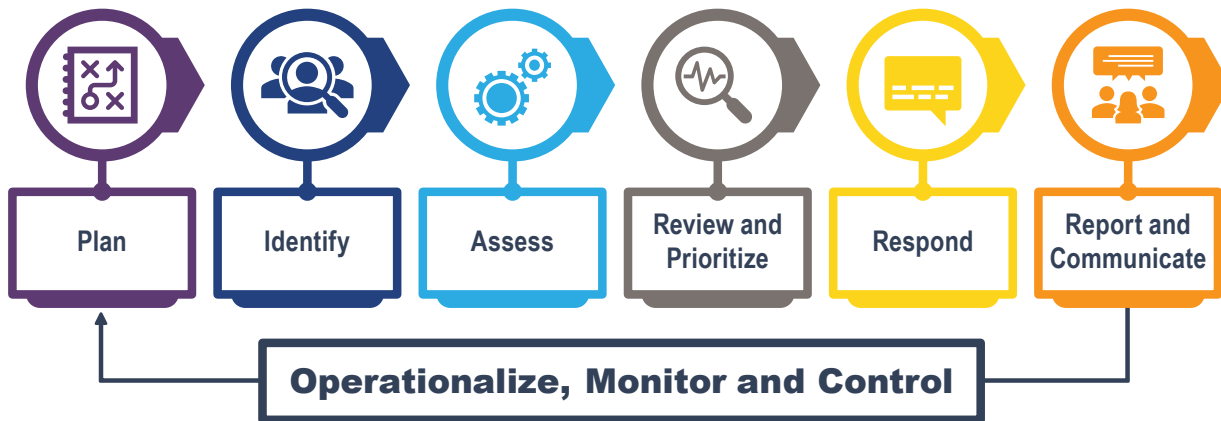 Plan
Identify
Assess
Review and
Prioritize
Respond
Report and
Communicate
Operationalize, Monitor and Control